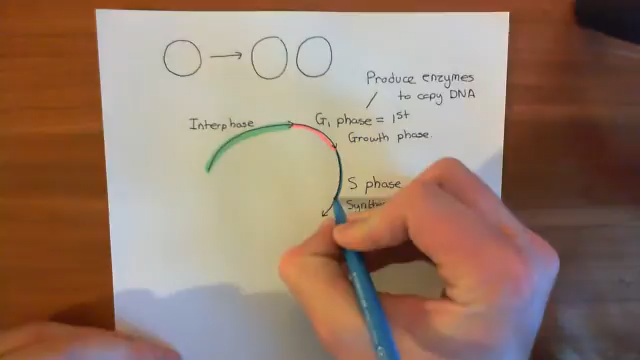 Produce enzymes
to copy DNA
Interphase
G₁ phase = 1st
Growth phase.
S phase